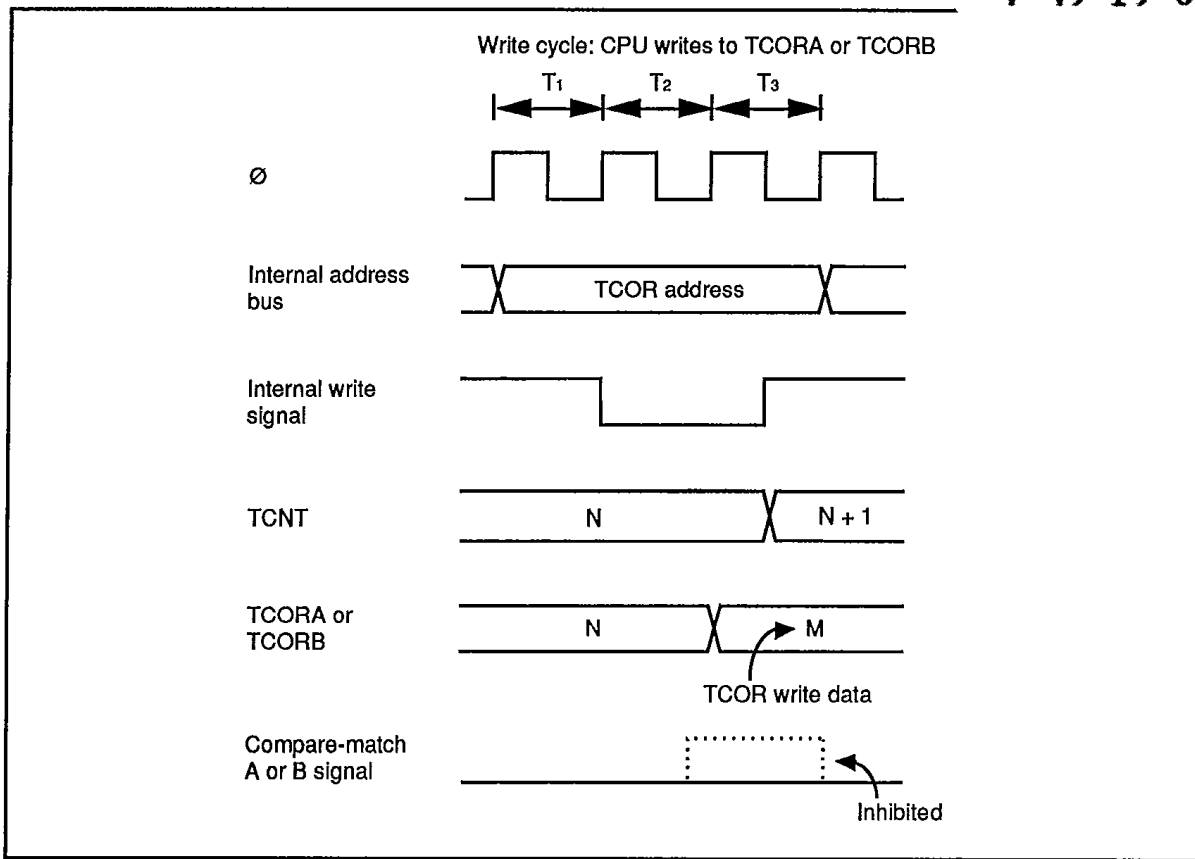 Write cycle: CPU writes to TCORA or TCORB
T1 T2 T3
Ø
Internal address
bus
TCOR address
Internal write
signal
TCNT
N
N + 1
TCORA or
TCORB
N
M
TCOR write data
Compare-match
A or B signal
Inhibited